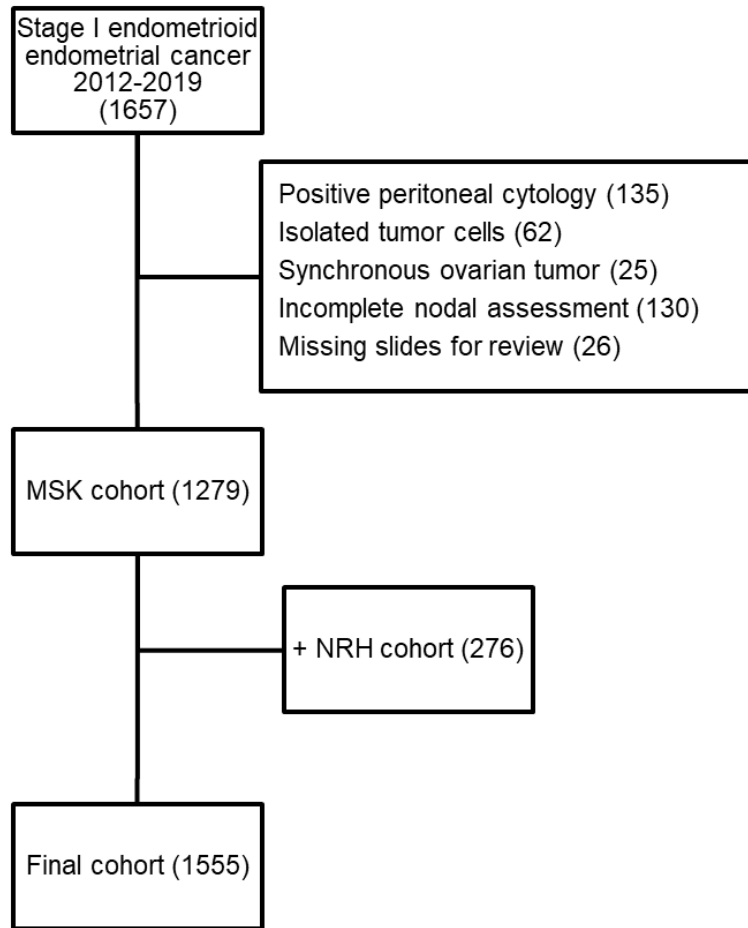 Stage I endometrioid
endometrial cancer
2012-2019
(1657)
Positive peritoneal cytology (135)
Isolated tumor cells (62)
Synchronous ovarian tumor (25)
Incomplete nodal assessment (130)
Missing slides for review (26)
MSK cohort (1279)
+ NRH cohort (276)
Final cohort (1555)